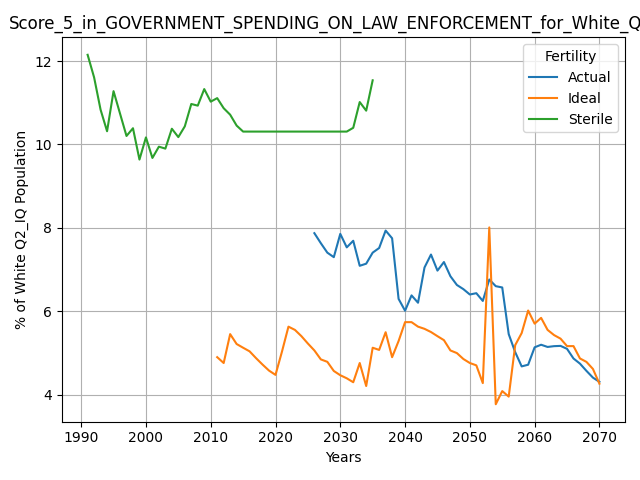 Score_5_in_GOVERNMENT_SPENDING_ON_LAW_ENFORCEMENT_for_White_Q
Fertility
Actual
Ideal
Sterile
% of White Q2_IQ Population
12
10
8
6
4
1990 2000 2010 2020 2030 2040 2050 2060 2070
Years